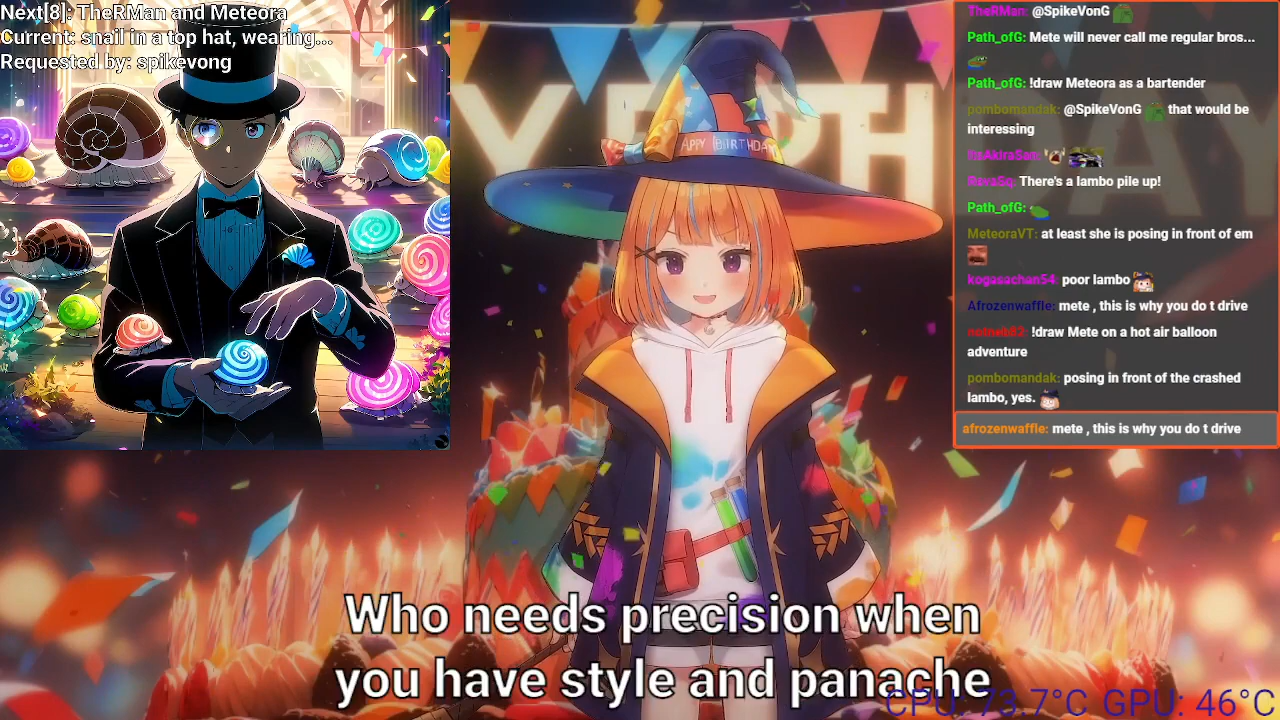 Next[8]: TheRMan and Meteora
Current: snail in a top hat, wearing...
Requested by: spikevong
APPY BIRTHDAY
TheRMan: @SpikeVonG
Path_ofG: Mete will never call me regular bros...
Path_ofG: !draw Meteora as a bartender
pombomandak: @SpikeVonG that would be
interessing
There's a lambo pile up!
Path_ofG:
MeteoraVT: at least she is posing in front of em
kogasachan54: poor lambo
Afrozenwaffle: mete , this is why you do t drive
!draw Mete on a hot air balloon
adventure
pombomandak: posing in front of the crashed
lambo, yes.
afrozenwaffle: mete , this is why you do t drive
Who needs precision when
you have style and panache
CPU: 73.7°C GPU: 46°C